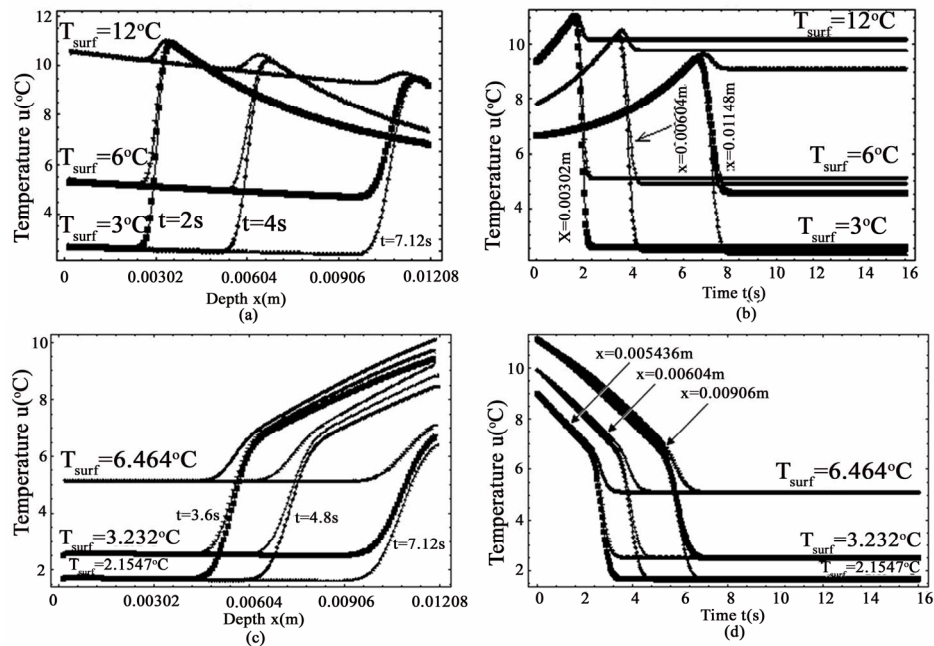 12
10
8
6
4
Temperature u(°C)
T_surf=12°C
T_surf=6°C
T_surf=3°C
t=2s
t=4s
t=7.12s
0
0.00302
0.00604
0.00906
0.01208
Depth x(m)
(a)
10
8
6
4
Temperature u(°C)
T_surf=12°C
T_surf=6°C
T_surf=3°C
X=0.00302m
x=0.00604m
x=0.01148m
0 2 4 6 8 10 12 14 16
Time t(s)
(b)
10
8
6
4
2
Temperature u(°C)
T_surf=6.464°C
T_surf=3.232°C
T_surf=2.1547°C
t=3.6s
t=4.8s
t=7.12s
0
0.00302
0.00604
0.00906
0.01208
Depth x(m)
(c)
10
8
6
4
2
Temperature u(°C)
x=0.005436m
x=0.00604m
x=0.00906m
T_surf=6.464°C
T_surf=3.232°C
T_surf=2.1547°C
0 2 4 6 8 10 12 14 16
Time t(s)
(d)